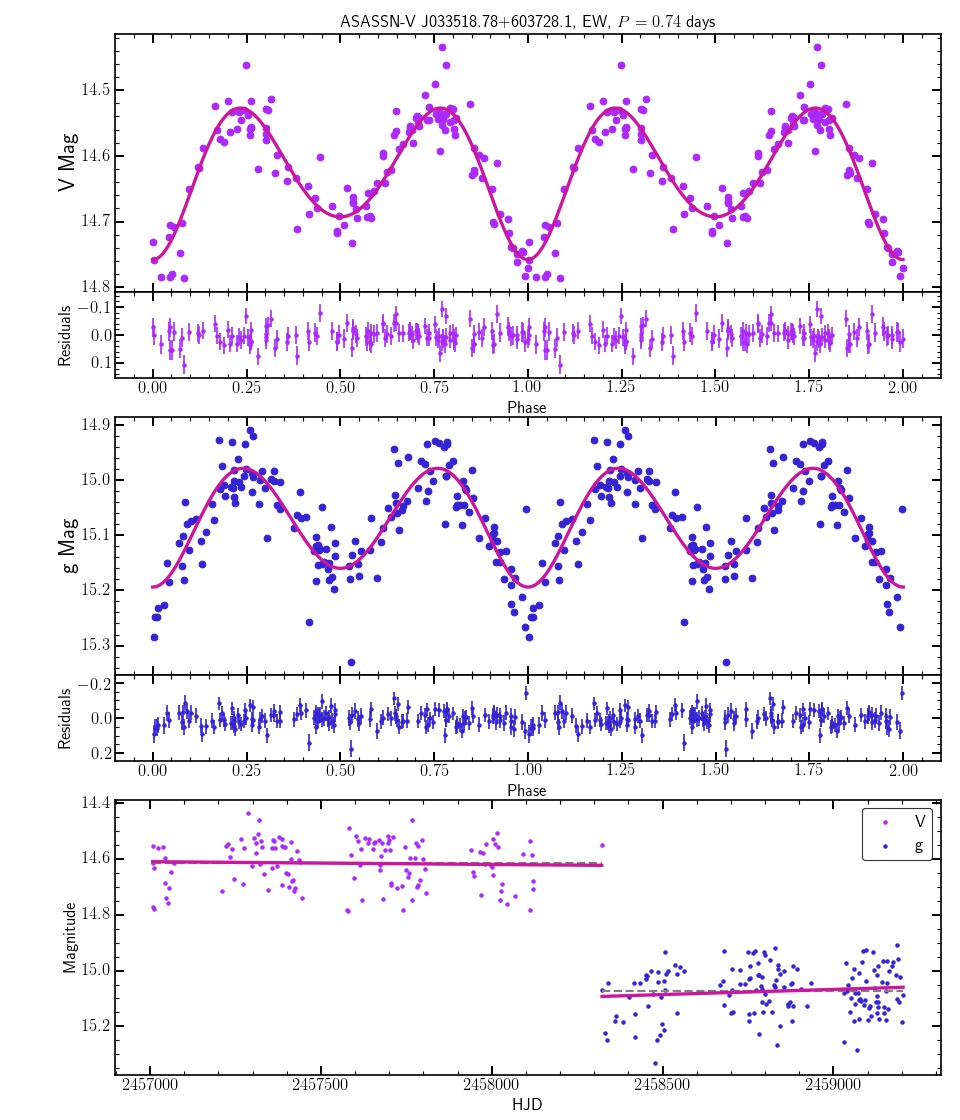 ASASSN-V J033518.78+603728.1, EW, P = 0.74 days
14.5
14.6
14.7
14.8
V Mag
−0.1
0.0
0.1
Residuals
0.00 0.25 0.50 0.75 1.00 1.25 1.50 1.75 2.00
Phase
14.9
15.0
15.1
15.2
15.3
g Mag
−0.2
0.0
0.2
Residuals
0.00 0.25 0.50 0.75 1.00 1.25 1.50 1.75 2.00
Phase
14.4
14.6
14.8
15.0
15.2
Magnitude
V
g
2457000 2457500 2458000 2458500 2459000
HJD